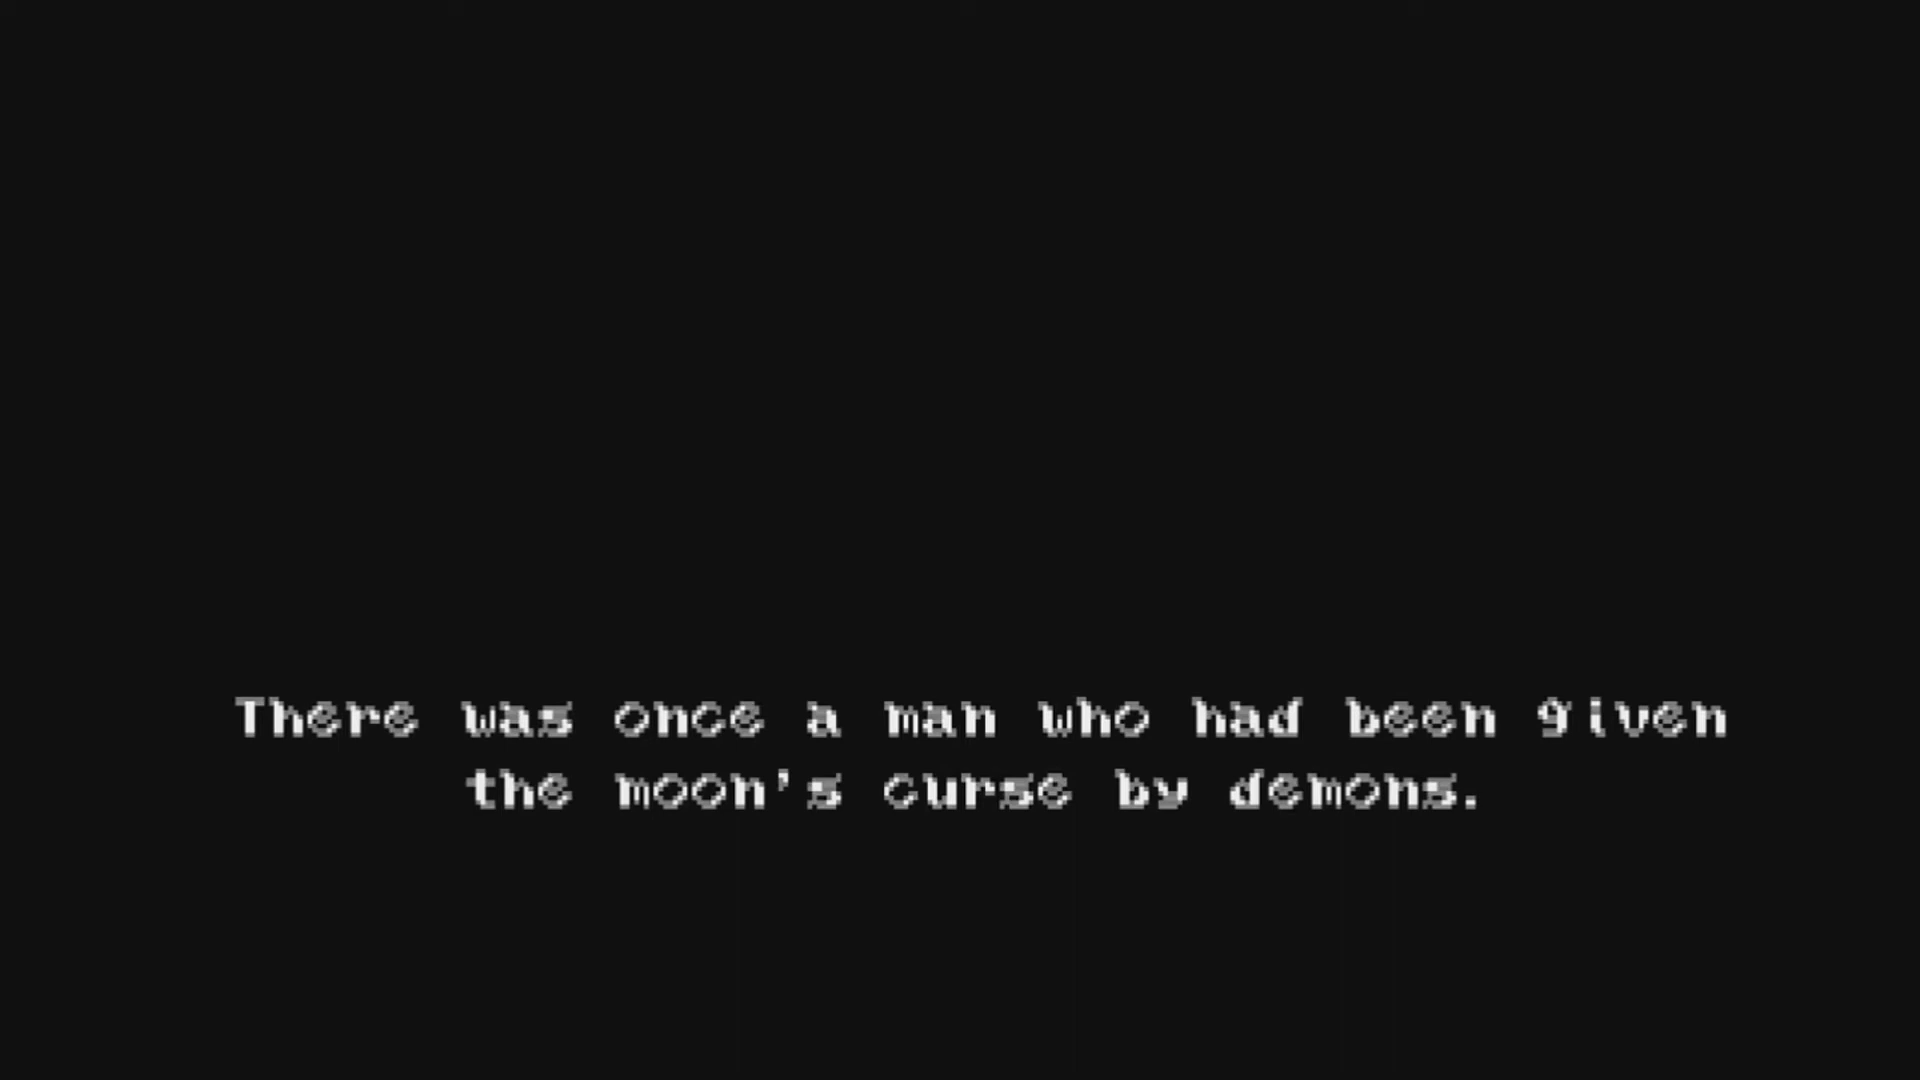 There was once a man who had been given
the moon's curse by demons.